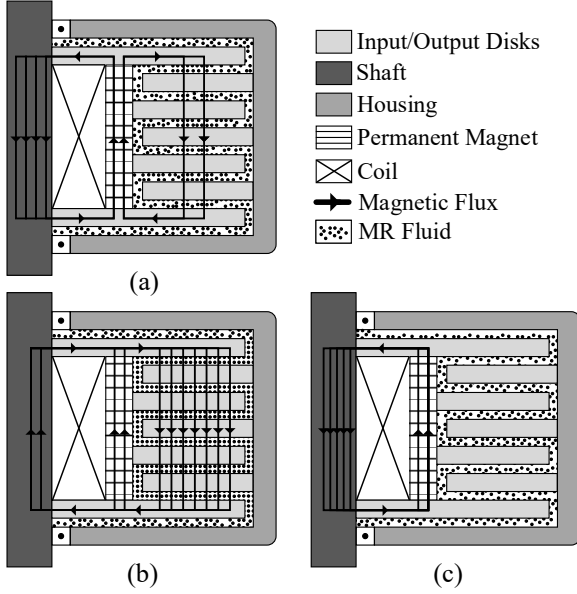 Input/Output Disks
Shaft
Housing
Permanent Magnet
Coil
Magnetic Flux
MR Fluid
(a)
(b)
(c)